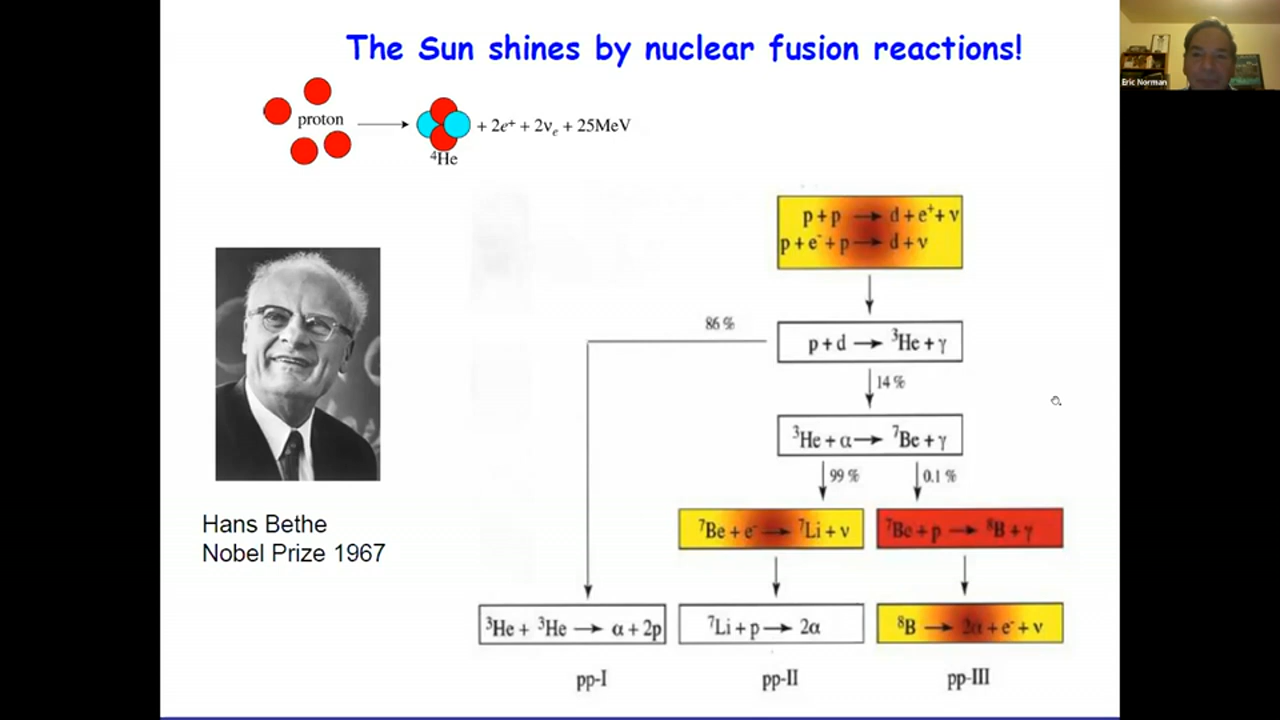 The Sun shines by nuclear fusion reactions!
Eric Norman
proton
+ 2e⁺ + 2νₑ + 25MeV
⁴He
p + p → d + e⁺ + ν
p + e⁻ + p → d + ν
86 %
p + d → ³He + γ
14 %
³He + α → ⁷Be + γ
99 %
0.1 %
⁷Be + e⁻ → ⁷Li + ν
⁷Be + p → ⁸B + γ
Hans Bethe
Nobel Prize 1967
³He + ³He → α + 2p
⁷Li + p → 2α
⁸B → 2α + e⁻ + ν
pp-I
pp-II
pp-III